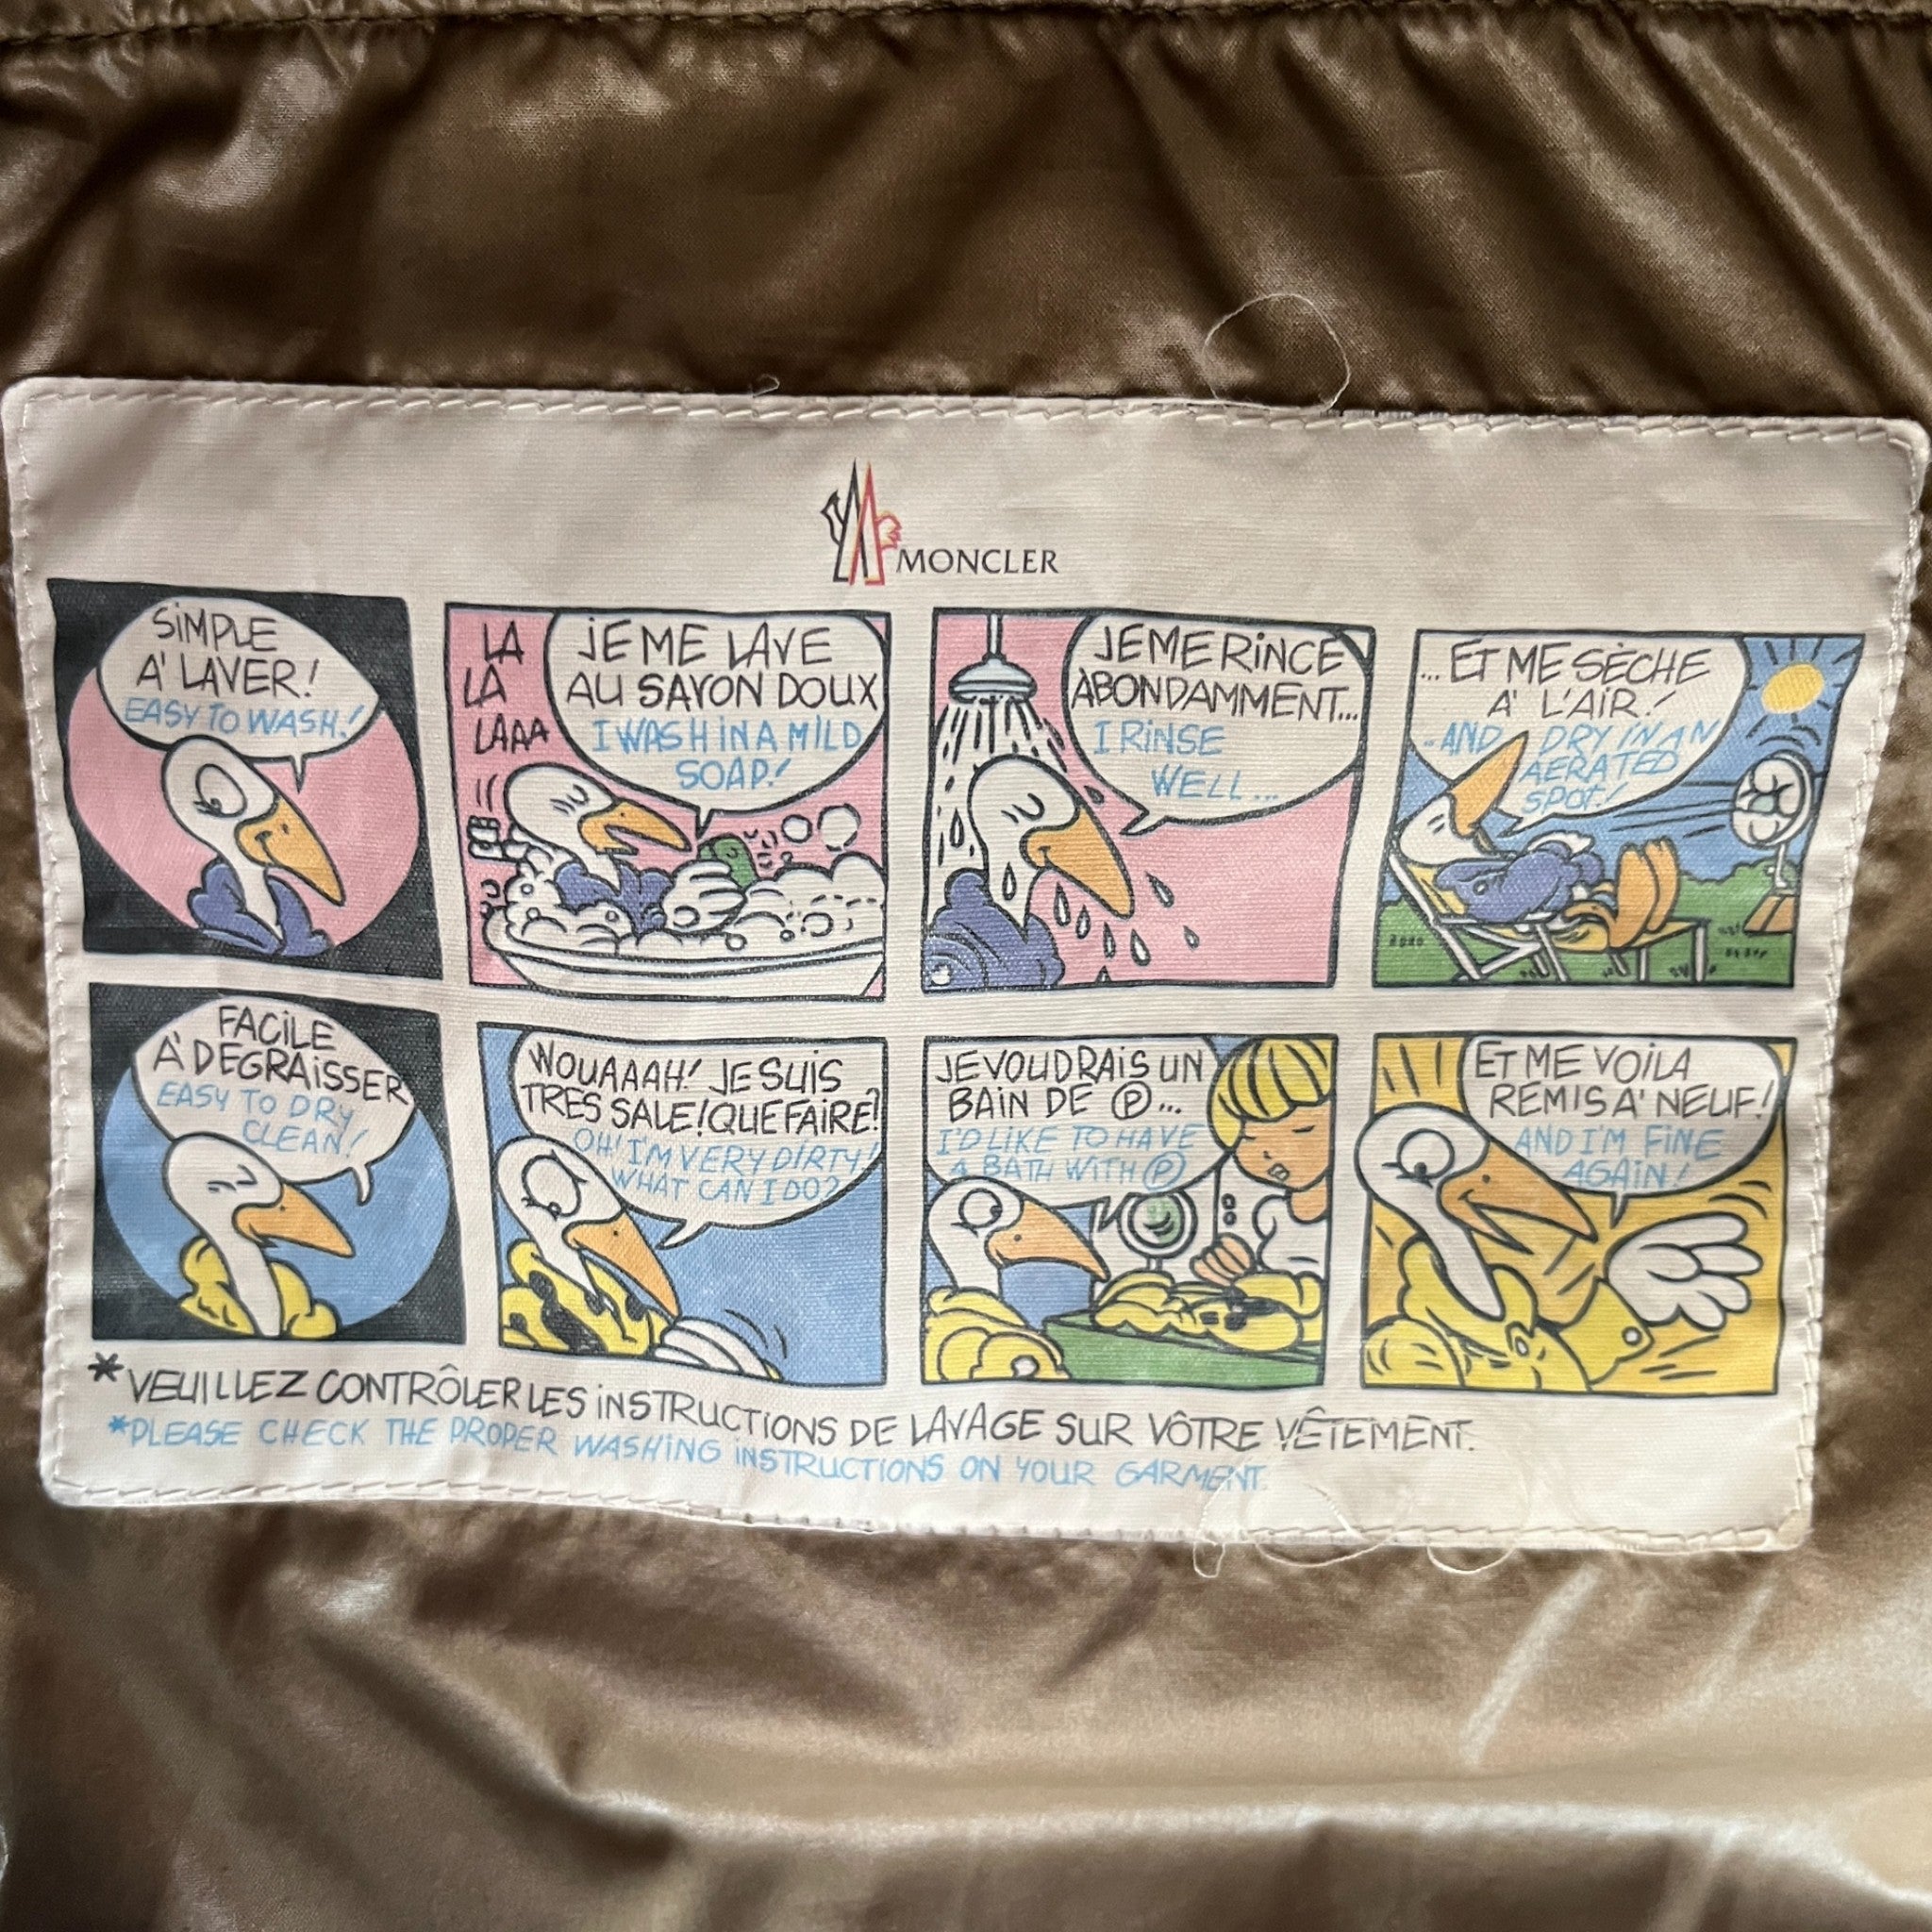 MONCLER
SiMPLE
A' LAVER!
EASY TO WASH!
LA
LA
LAAA
JE ME LAVE
AU SAVON DOUX
I WASH iN A MiLD
SOAP!
JE ME RiNCE
ABONDAMMENT...
I RiNSE
WELL...
... ET ME SÈCHE
A' L'AiR!
-AND DRY iN AN
AERATED
SPOT!
FACiLE
A' DEGRAiSSER
EASY TO DRY
CLEAN!
WOUAAAH! JE SUiS
TRES SALE! QUE FAiRE?
OH! I'M VERY DiRTY!
WHAT CAN I DO?
JE VOUDRAiS UN
BAiN DE Ⓟ...
I'D LiKE TO HAVE
A BATH WiTH Ⓟ
ET ME VOiLA
REMiS A' NEUF!
AND I'M FiNE
AGAiN!
*VEUiLLEZ CONTRÔLER LES iNSTRUCTiONS DE LAVAGE SUR VÔTRE VÊTEMENT.
*PLEASE CHECK THE PROPER WASHiNG iNSTRUCTiONS ON YOUR GARMENT.